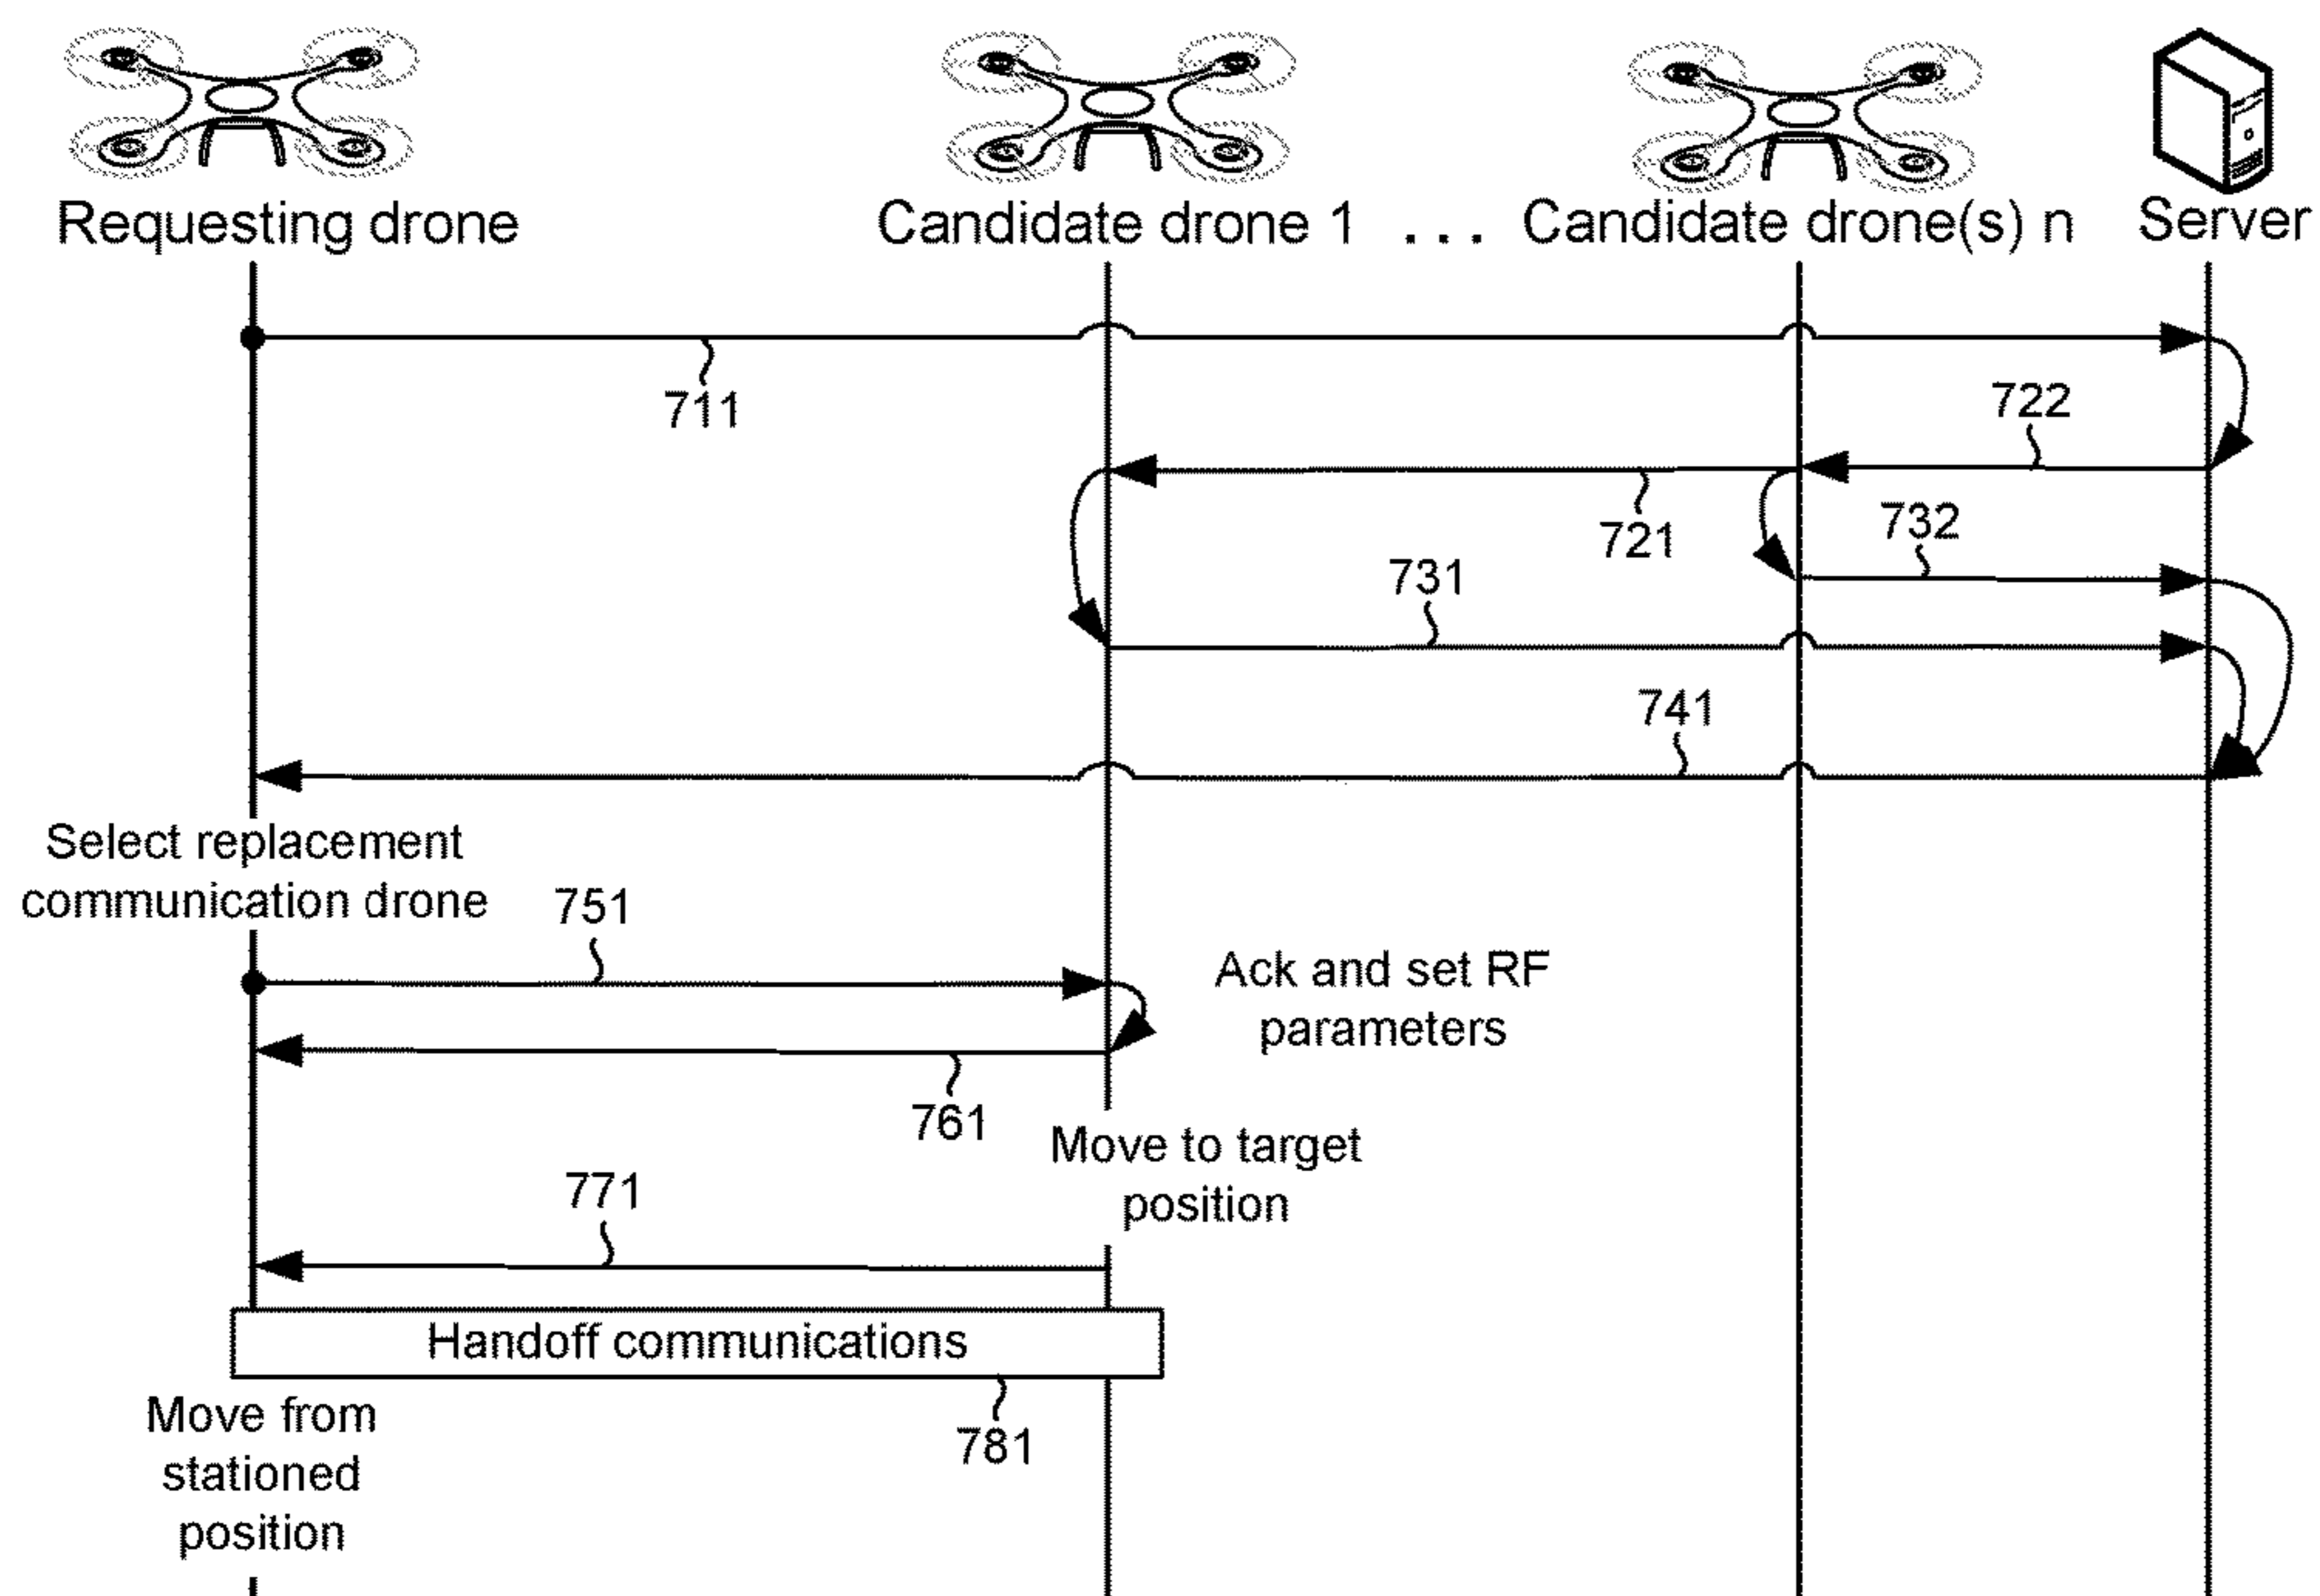 Requesting drone
Candidate drone 1 . . . Candidate drone(s) n
Server
711
722
721
732
731
741
Select replacement
communication drone
751
Ack and set RF
parameters
761
Move to target
position
771
Handoff communications
781
Move from
stationed
position